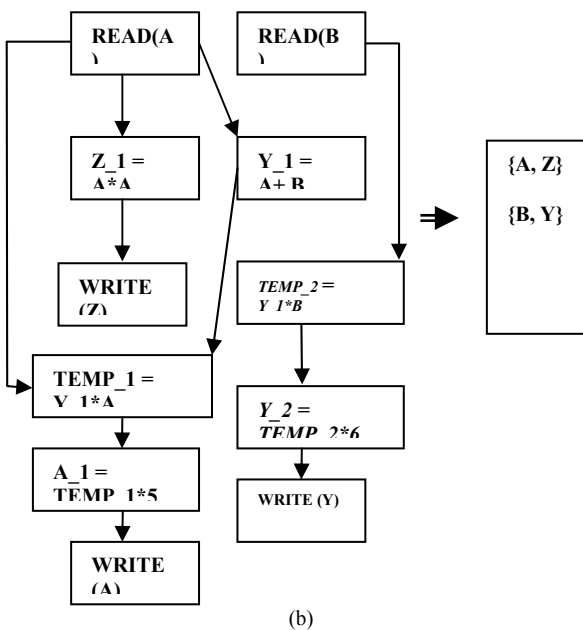 READ(A
)
READ(B
)
Z_1 =
A*A
Y_1 =
A+ B
{A, Z}
{B, Y}
WRITE
(Z)
TEMP_2 =
Y_1*B
TEMP_1 =
Y_1*A
Y_2 =
TEMP_2*6
A_1 =
TEMP_1*5
WRITE (Y)
WRITE
(A)
(b)